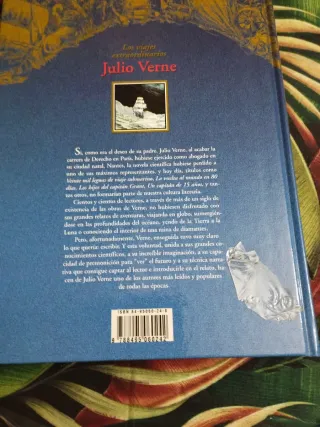 Los viajes
extraordinarios
Julio Verne
Si, como era el deseo de su padre, Julio Verne, al acabar la
carrera de Derecho en París, hubiese ejercido como abogado en
su ciudad natal, Nantes, la novela científica hubiese perdido a
uno de sus máximos representantes, y hoy día, títulos como
Veinte mil leguas de viaje submarino, La vuelta al mundo en 80
días, Los hijos del capitán Grant, Un capitán de 15 años, y tan-
tos otros, no formarían parte de nuestra cultura literaria.
Cientos y cientos de lectores, a través de más de un siglo de
existencia de las obras de Verne, no hubiesen disfrutado con
sus grandes relatos de aventuras, viajando en globo, sumergién-
dose en las profundidades del océano, yendo de la Tierra a la
Luna o conociendo el interior de una mina de diamantes.
Pero, afortunadamente, Verne, enseguida tuvo muy claro
lo que quería: escribir. Y esa voluntad, unida a sus grandes co-
nocimientos científicos, a su increíble imaginación, a su capa-
cidad de premonición para "ver" el futuro y a su técnica narra-
tiva que consigue captar al lector e introducirle en el relato, ha-
cen de Julio Verne uno de los autores más leídos y populares
de todas las épocas.